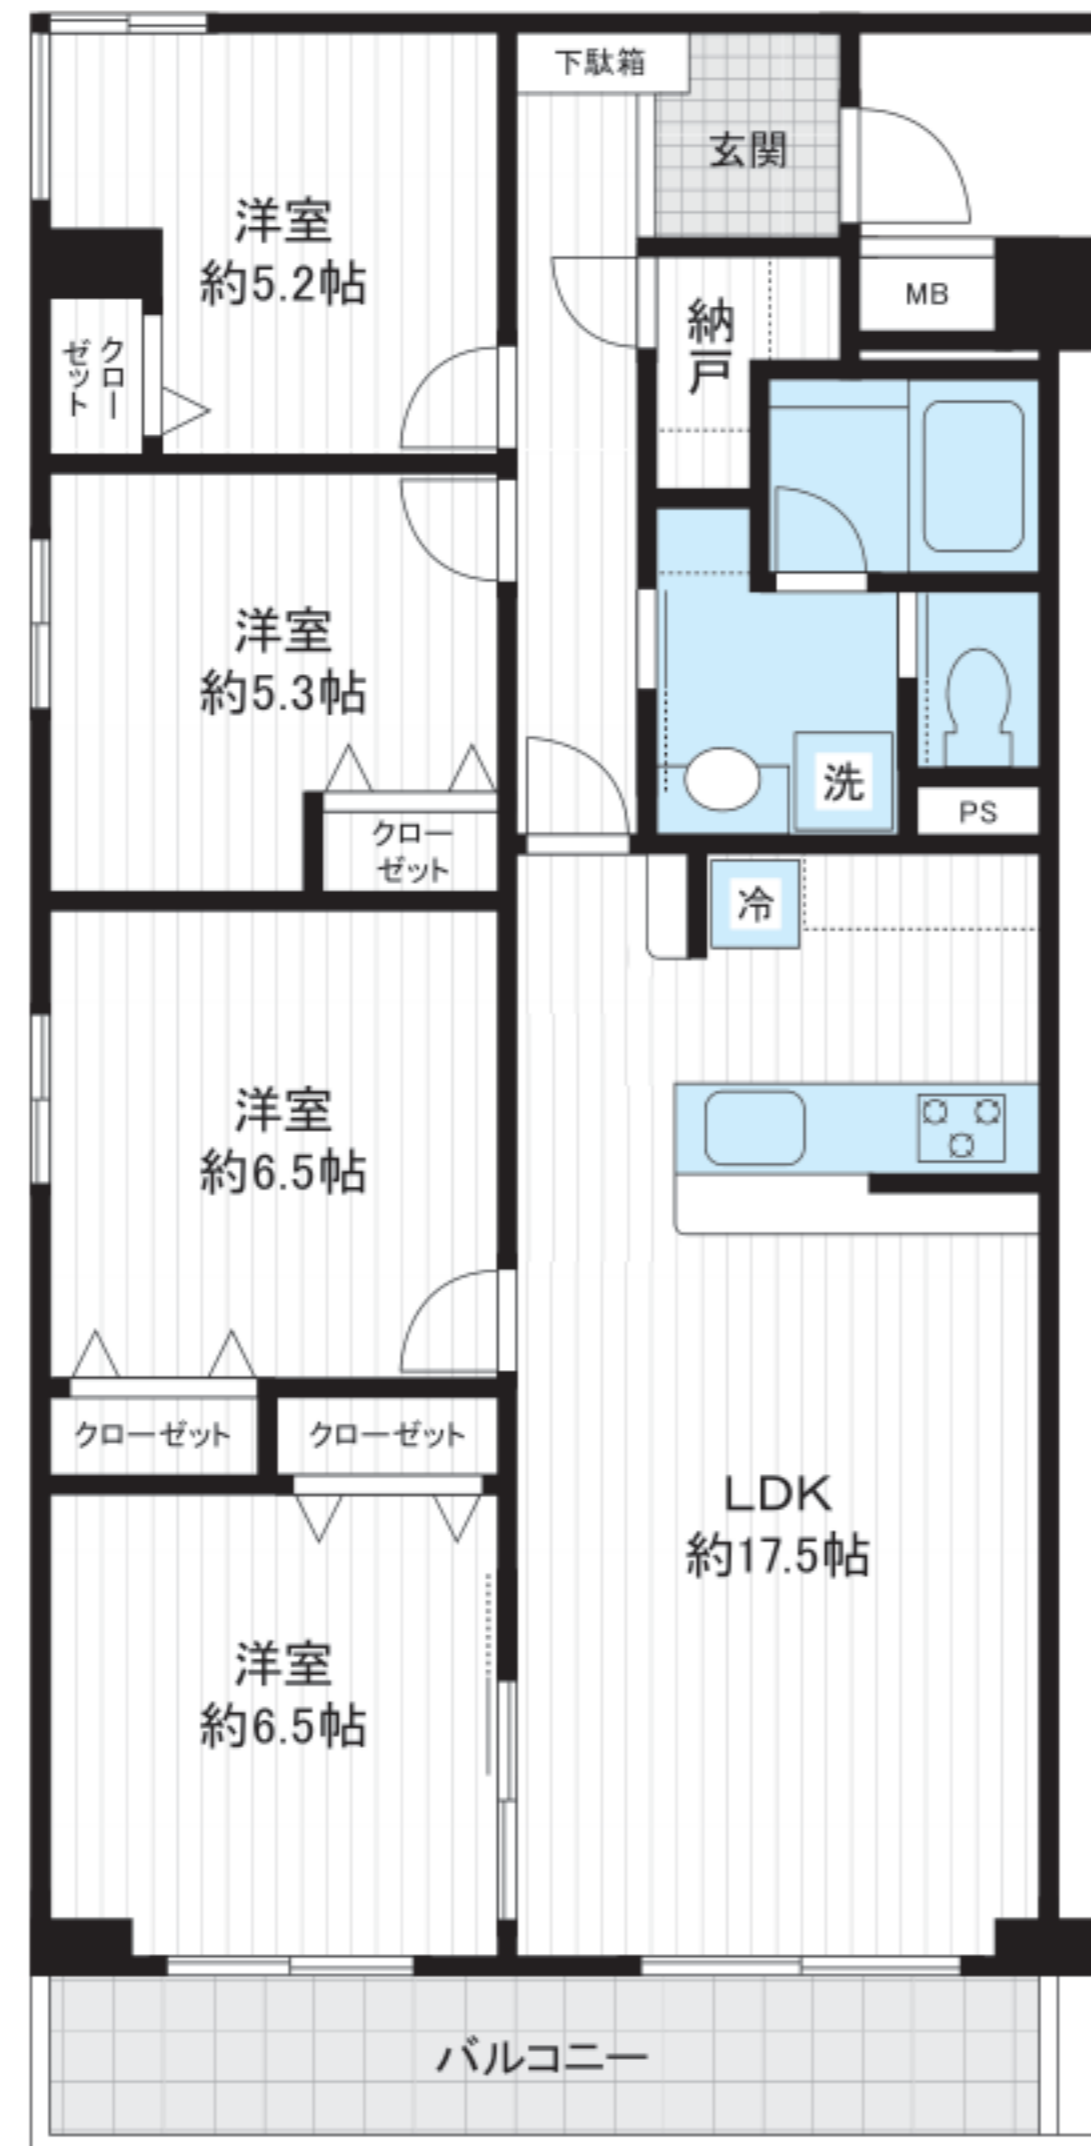 下駄箱
玄関
洋室
約5.2帖
MB
納戸
クロー
ゼット
洋室
約5.3帖
洗
PS
クロー
ゼット
冷
洋室
約6.5帖
クローゼット
クローゼット
LDK
約17.5帖
洋室
約6.5帖
バルコニー